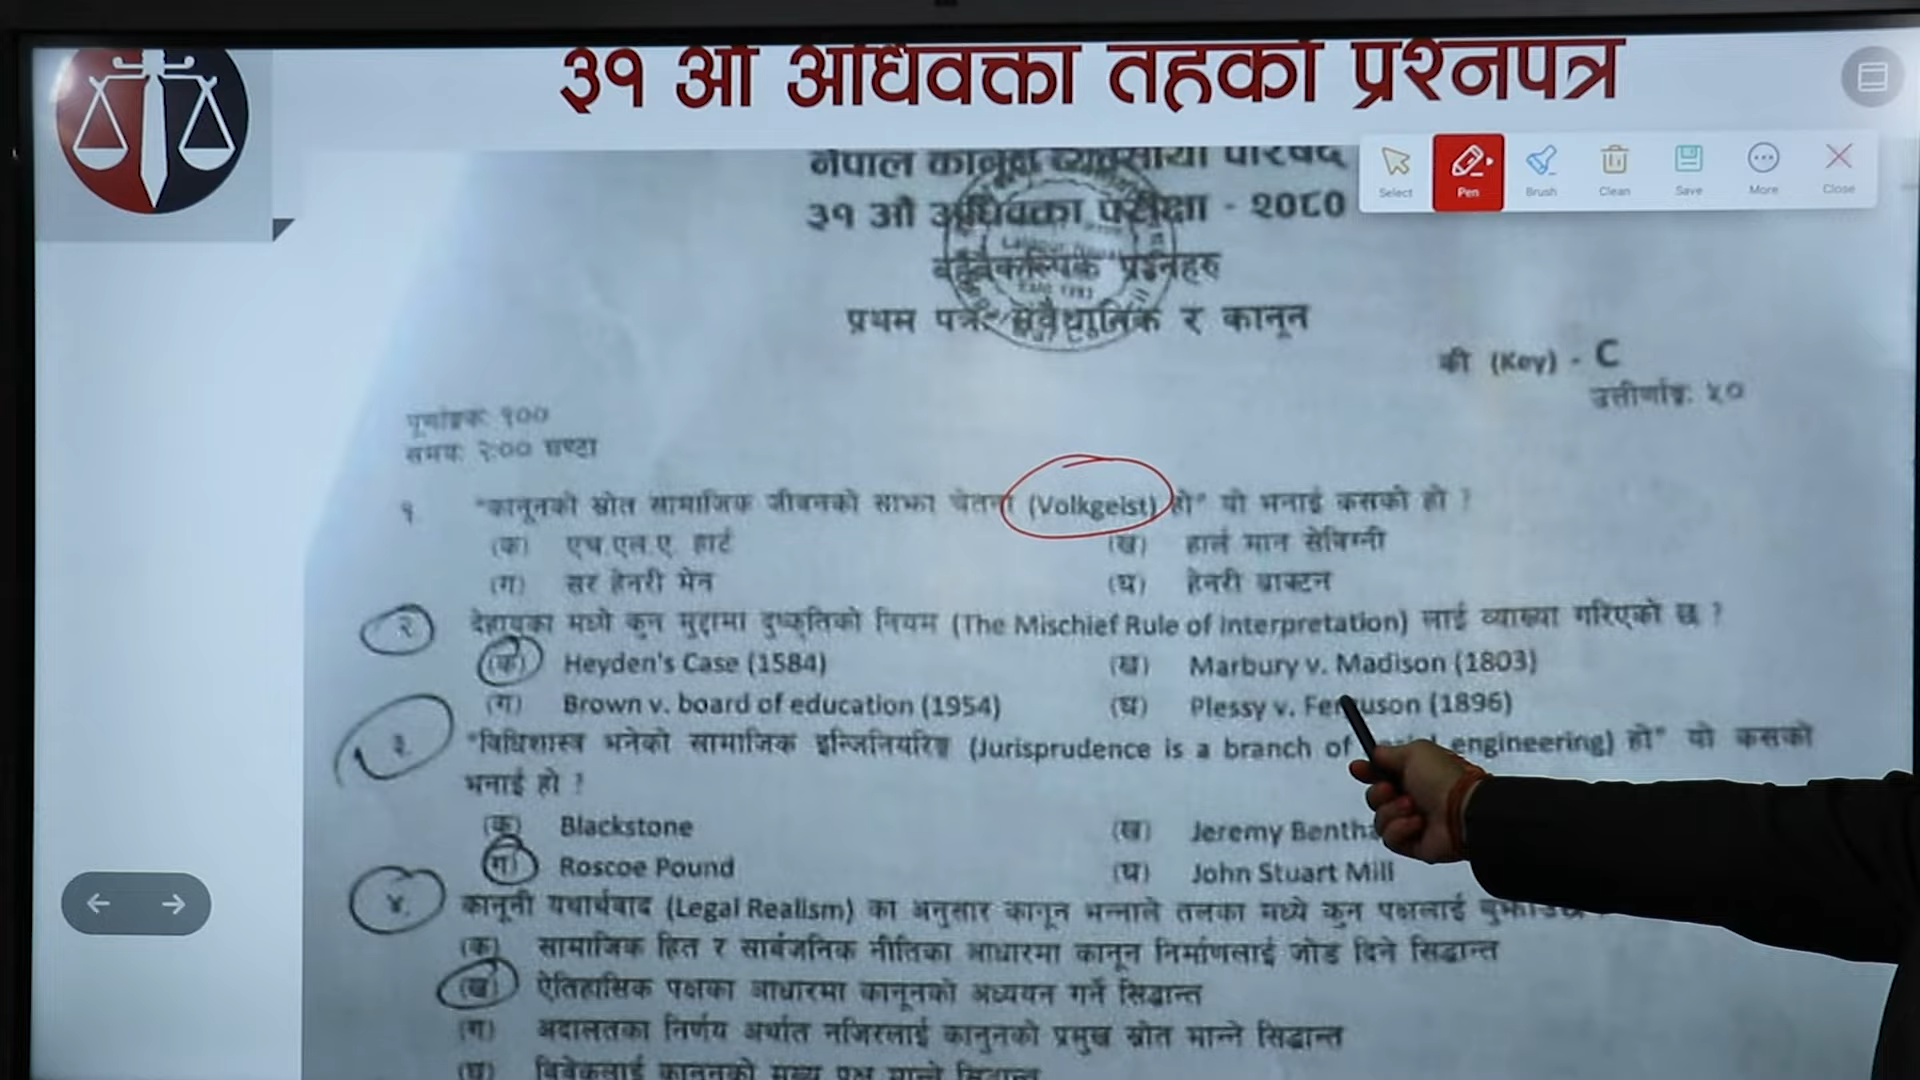 ३१ औं अधिवक्ता तहको प्रश्नपत्र
Select
Pen
Brush
Clean
Save
More
Close
नेपाल कानून व्यवसायी परिषद
३१ औं अधिवक्ता परीक्षा - २०८०
बहुवैकल्पिक प्रश्नहरु
प्रथम पत्रः संवैधानिक र कानून
की (Key) - C
पूर्णाङ्कः १०० उत्तीर्णाङ्कः ५०
समयः २:०० घण्टा
१. "कानूनको स्रोत सामाजिक जीवनको साझा चेतना (Volkgeist) हो" यो भनाई कसको हो ?
(क) एच.एल.ए. हार्ट (ख) हार्ल मान सेविग्नी
(ग) सर हेनरी मेन (घ) हेनरी ब्राक्टन
२. देहायका मध्ये कुन मुद्दामा दुष्कृतिको नियम (The Mischief Rule of Interpretation) लाई व्याख्या गरिएको छ ?
(क) Heyden's Case (1584) (ख) Marbury v. Madison (1803)
(ग) Brown v. board of education (1954) (घ) Plessy v. (1896)
३. "विधिशास्त्र भनेको सामाजिक इन्जिनियरिङ्ग (Jurisprudence is a branch of engineering) हो" यो कसको
भनाई हो ?
(क) Blackstone (ख) Jeremy
(ग) Roscoe Pound (घ) John Stuart Mill
४. कानूनी यथार्थवाद (Legal Realism) का अनुसार कानून भन्नाले तलका मध्ये कुन पक्षलाई
(क) सामाजिक हित र सार्वजनिक नीतिका आधारमा कानून निर्माणलाई जोड दिने सिद्धान्त
(ख) ऐतिहासिक पक्षका आधारमा कानूनको अध्ययन गर्ने सिद्धान्त
(ग) अदालतका निर्णय अर्थात नजिरलाई कानुनको प्रमुख स्रोत मान्ने सिद्धान्त
(घ) विवेकलाई कानूनको मुख्य पक्ष मान्ने सिद्धान्त